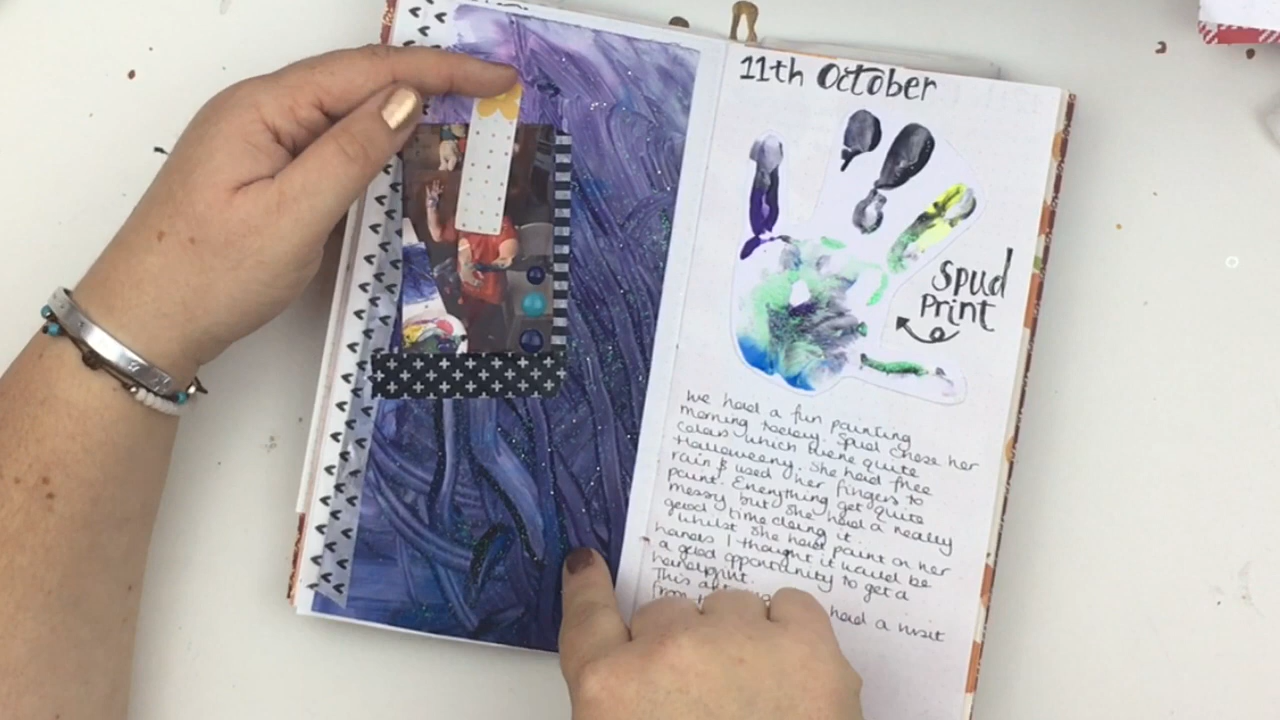 11th October
Spud
Print
we had a fun painting
morning today. Spud chose her
colours which were quite
Halloweeny. She had free
rain & used her fingers to
paint. Everything got quite
messy but she had a really
good time doing it.
Whilst she had paint on her
hands I thought it would be
a good opportunity to get a
handprint.
This
had a visit